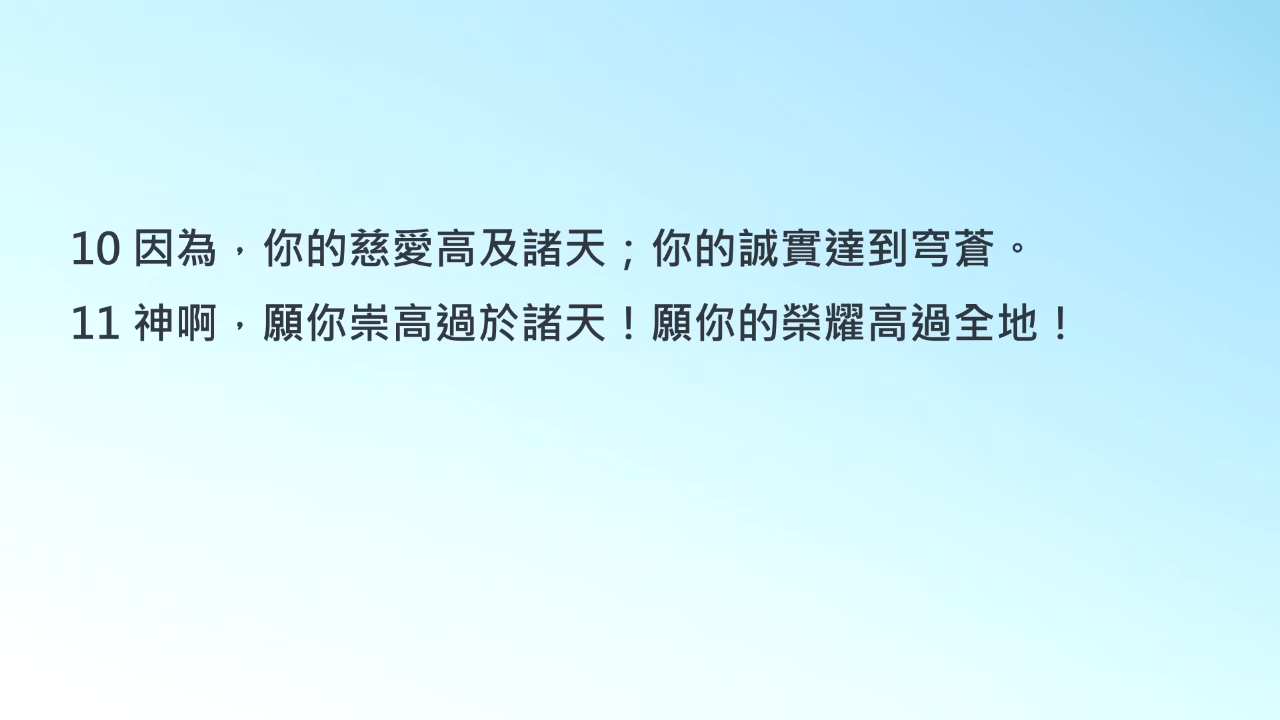 10 因為，你的慈愛高及諸天；你的誠實達到穹蒼。
11 神啊，願你崇高過於諸天！願你的榮耀高過全地！